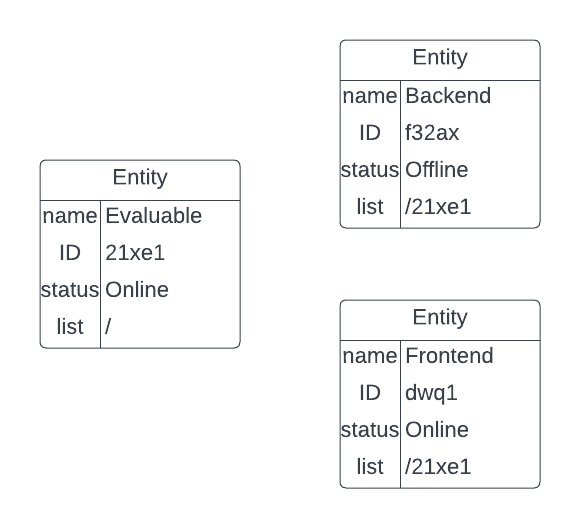 Entity
name Evaluable
ID 21xe1
status Online
list /
Entity
name Backend
ID f32ax
status Offline
list /21xe1
Entity
name Frontend
ID dwq1
status Online
list /21xe1